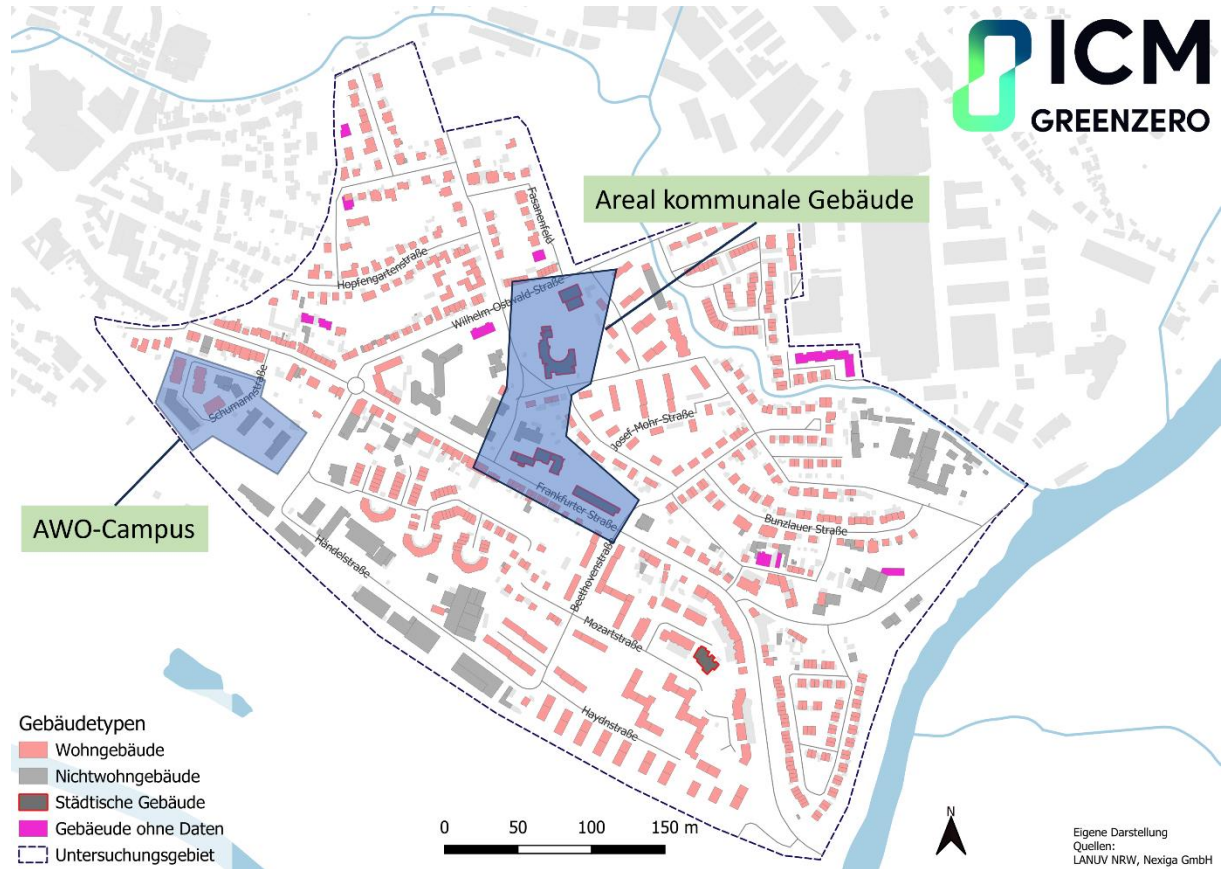 ICM
GREENZERO
Areal kommunale Gebäude
Fasanenfeld
Hopfengartenstraße
Wilhelm-Ostwald-Straße
Schumannstraße
Josef-Mohr-Straße
AWO-Campus
Frankfurter-Straße
Bunzlauer Straße
Händelstraße
Beethovenstraße
Mozartstraße
Haydnstraße
Gebäudetypen
Wohngebäude
Nichtwohngebäude
Städtische Gebäude
Gebäeude ohne Daten
Untersuchungsgebiet
0 50 100 150 m
N
Eigene Darstellung
Quellen:
LANUV NRW, Nexiga GmbH